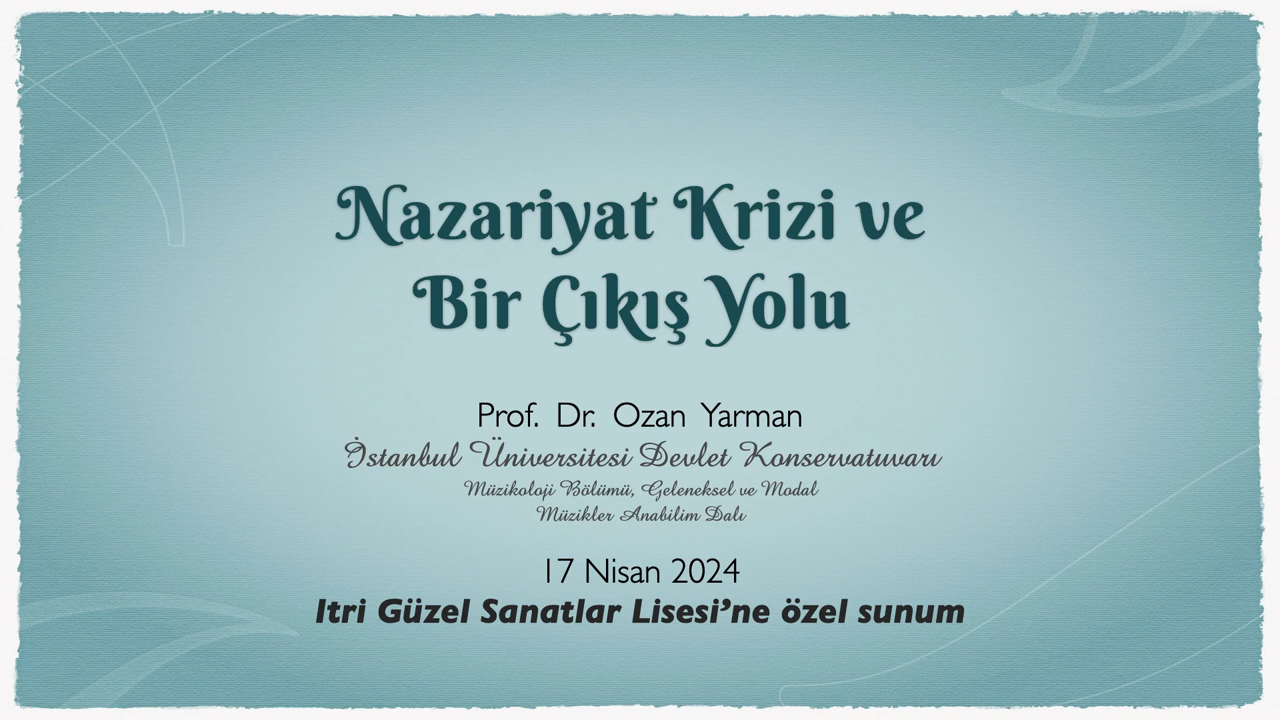 Nazariyat Krizi ve
Bir Çıkış Yolu
Prof. Dr. Ozan Yarman
İstanbul Üniversitesi Devlet Konservatuvarı
Müzikoloji Bölümü, Geleneksel ve Modal
Müzikler Anabilim Dalı
17 Nisan 2024
Itri Güzel Sanatlar Lisesi’ne özel sunum